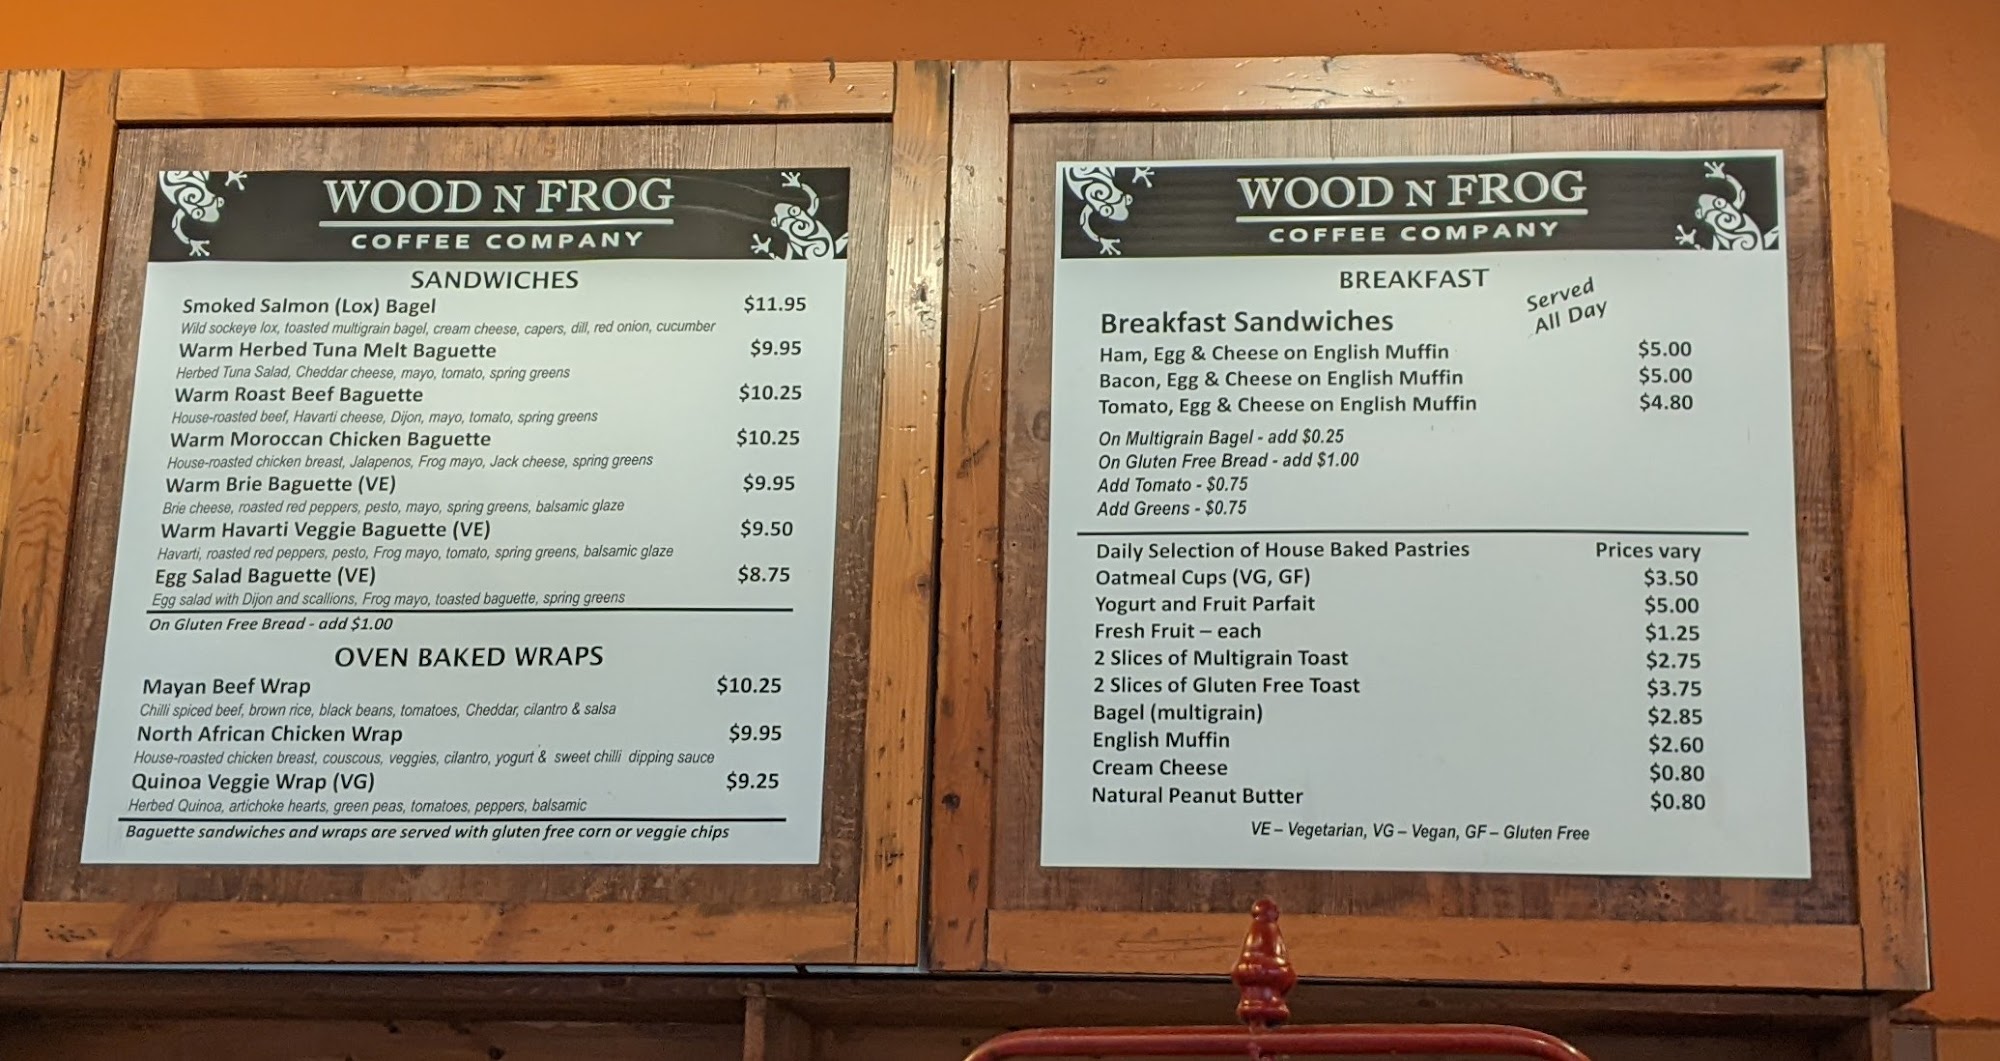 WOOD N FROG
COFFEE COMPANY
SANDWICHES
Smoked Salmon (Lox) Bagel $11.95
Wild sockeye lox, toasted multigrain bagel, cream cheese, capers, dill, red onion, cucumber
Warm Herbed Tuna Melt Baguette $9.95
Herbed Tuna Salad, Cheddar cheese, mayo, tomato, spring greens
Warm Roast Beef Baguette $10.25
House-roasted beef, Havarti cheese, Dijon, mayo, tomato, spring greens
Warm Moroccan Chicken Baguette $10.25
House-roasted chicken breast, Jalapenos, Frog mayo, Jack cheese, spring greens
Warm Brie Baguette (VE) $9.95
Brie cheese, roasted red peppers, pesto, mayo, spring greens, balsamic glaze
Warm Havarti Veggie Baguette (VE) $9.50
Havarti, roasted red peppers, pesto, Frog mayo, tomato, spring greens, balsamic glaze
Egg Salad Baguette (VE) $8.75
Egg salad with Dijon and scallions, Frog mayo, toasted baguette, spring greens
On Gluten Free Bread - add $1.00
OVEN BAKED WRAPS
Mayan Beef Wrap $10.25
Chilli spiced beef, brown rice, black beans, tomatoes, Cheddar, cilantro & salsa
North African Chicken Wrap $9.95
House-roasted chicken breast, couscous, veggies, cilantro, yogurt & sweet chilli dipping sauce
Quinoa Veggie Wrap (VG) $9.25
Herbed Quinoa, artichoke hearts, green peas, tomatoes, peppers, balsamic
Baguette sandwiches and wraps are served with gluten free corn or veggie chips
WOOD N FROG
COFFEE COMPANY
BREAKFAST
Served
All Day
Breakfast Sandwiches
Ham, Egg & Cheese on English Muffin $5.00
Bacon, Egg & Cheese on English Muffin $5.00
Tomato, Egg & Cheese on English Muffin $4.80
On Multigrain Bagel - add $0.25
On Gluten Free Bread - add $1.00
Add Tomato - $0.75
Add Greens - $0.75
Daily Selection of House Baked Pastries Prices vary
Oatmeal Cups (VG, GF) $3.50
Yogurt and Fruit Parfait $5.00
Fresh Fruit – each $1.25
2 Slices of Multigrain Toast $2.75
2 Slices of Gluten Free Toast $3.75
Bagel (multigrain) $2.85
English Muffin $2.60
Cream Cheese $0.80
Natural Peanut Butter $0.80
VE – Vegetarian, VG – Vegan, GF – Gluten Free